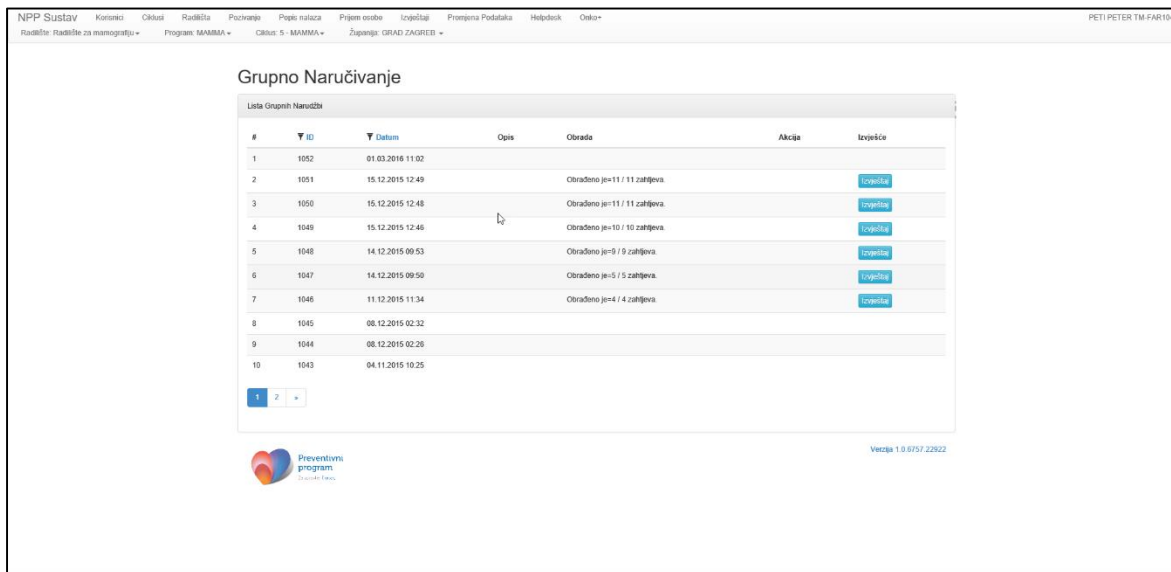 NPP Sustav Korisnici Ciklusi Radilišta Pozivanje Popis nalaza Prijem osobe Izvještaji Promjena Podataka Helpdesk Onko PETI PETER TM-FAR10
Radilište: Radilište za mamografiju Program: MAMMA Ciklus: 5 - MAMMA Županija: GRAD ZAGREB
Grupno Naručivanje
Lista Grupnih Narudžbi
# ID Datum Opis Obrada Akcija Izvješće
1 1052 01.03.2016 11:02
2 1051 15.12.2015 12:49 Obrađeno je=11 / 11 zahtjeva. Izvještaj
3 1050 15.12.2015 12:48 Obrađeno je=11 / 11 zahtjeva. Izvještaj
4 1049 15.12.2015 12:46 Obrađeno je=10 / 10 zahtjeva. Izvještaj
5 1048 14.12.2015 09:53 Obrađeno je=9 / 9 zahtjeva. Izvještaj
6 1047 14.12.2015 09:50 Obrađeno je=5 / 5 zahtjeva. Izvještaj
7 1046 11.12.2015 11:34 Obrađeno je=4 / 4 zahtjeva. Izvještaj
8 1045 08.12.2015 02:32
9 1044 08.12.2015 02:26
10 1043 04.11.2015 10:25
1 2 »
Preventivni
program
Verzija 1.0.6757.22922